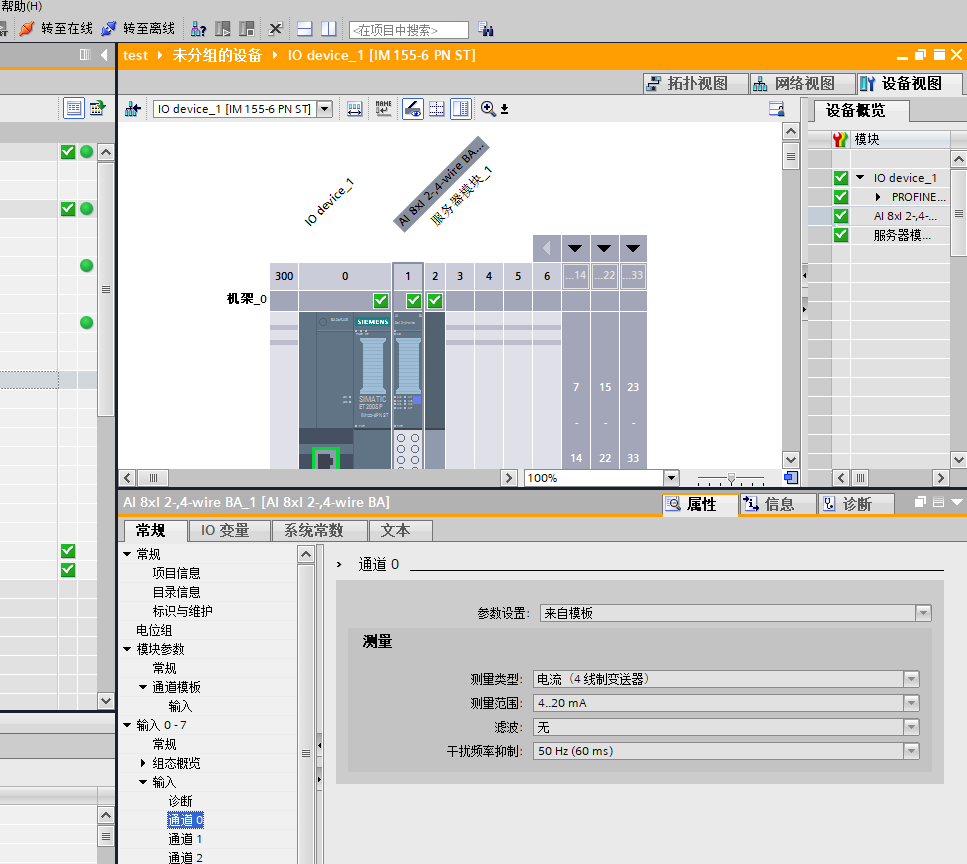 帮助(H)
转至在线 转至离线 <在项目中搜索>
test 未分组的设备 IO device_1 [IM 155-6 PN ST]
拓扑视图 网络视图 设备视图
IO device_1 [IM 155-6 PN ST]
设备概览
模块
IO device_1
PROFINE...
AI 8xI 2-,4-...
服务器模...
IO device_1
AI 8xI 2-,4-wire BA...
服务器模块_1
300 0 1 2 3 4 5 6 ...14 ...22 ...33
机架_0
SIEMENS
SIMATIC
ET 200SP
7 15 23
- - -
14 22 33
100%
AI 8xI 2-,4-wire BA_1 [AI 8xI 2-,4-wire BA]
属性 信息 诊断
常规 IO 变量 系统常数 文本
常规
项目信息
目录信息
标识与维护
电位组
模块参数
常规
通道模板
输入
输入 0 - 7
常规
组态概览
输入
诊断
通道 0
通道 1
通道 2
通道 0
参数设置: 来自模板
测量
测量类型: 电流（4 线制变送器）
测量范围: 4..20 mA
滤波: 无
干扰频率抑制: 50 Hz (60 ms)